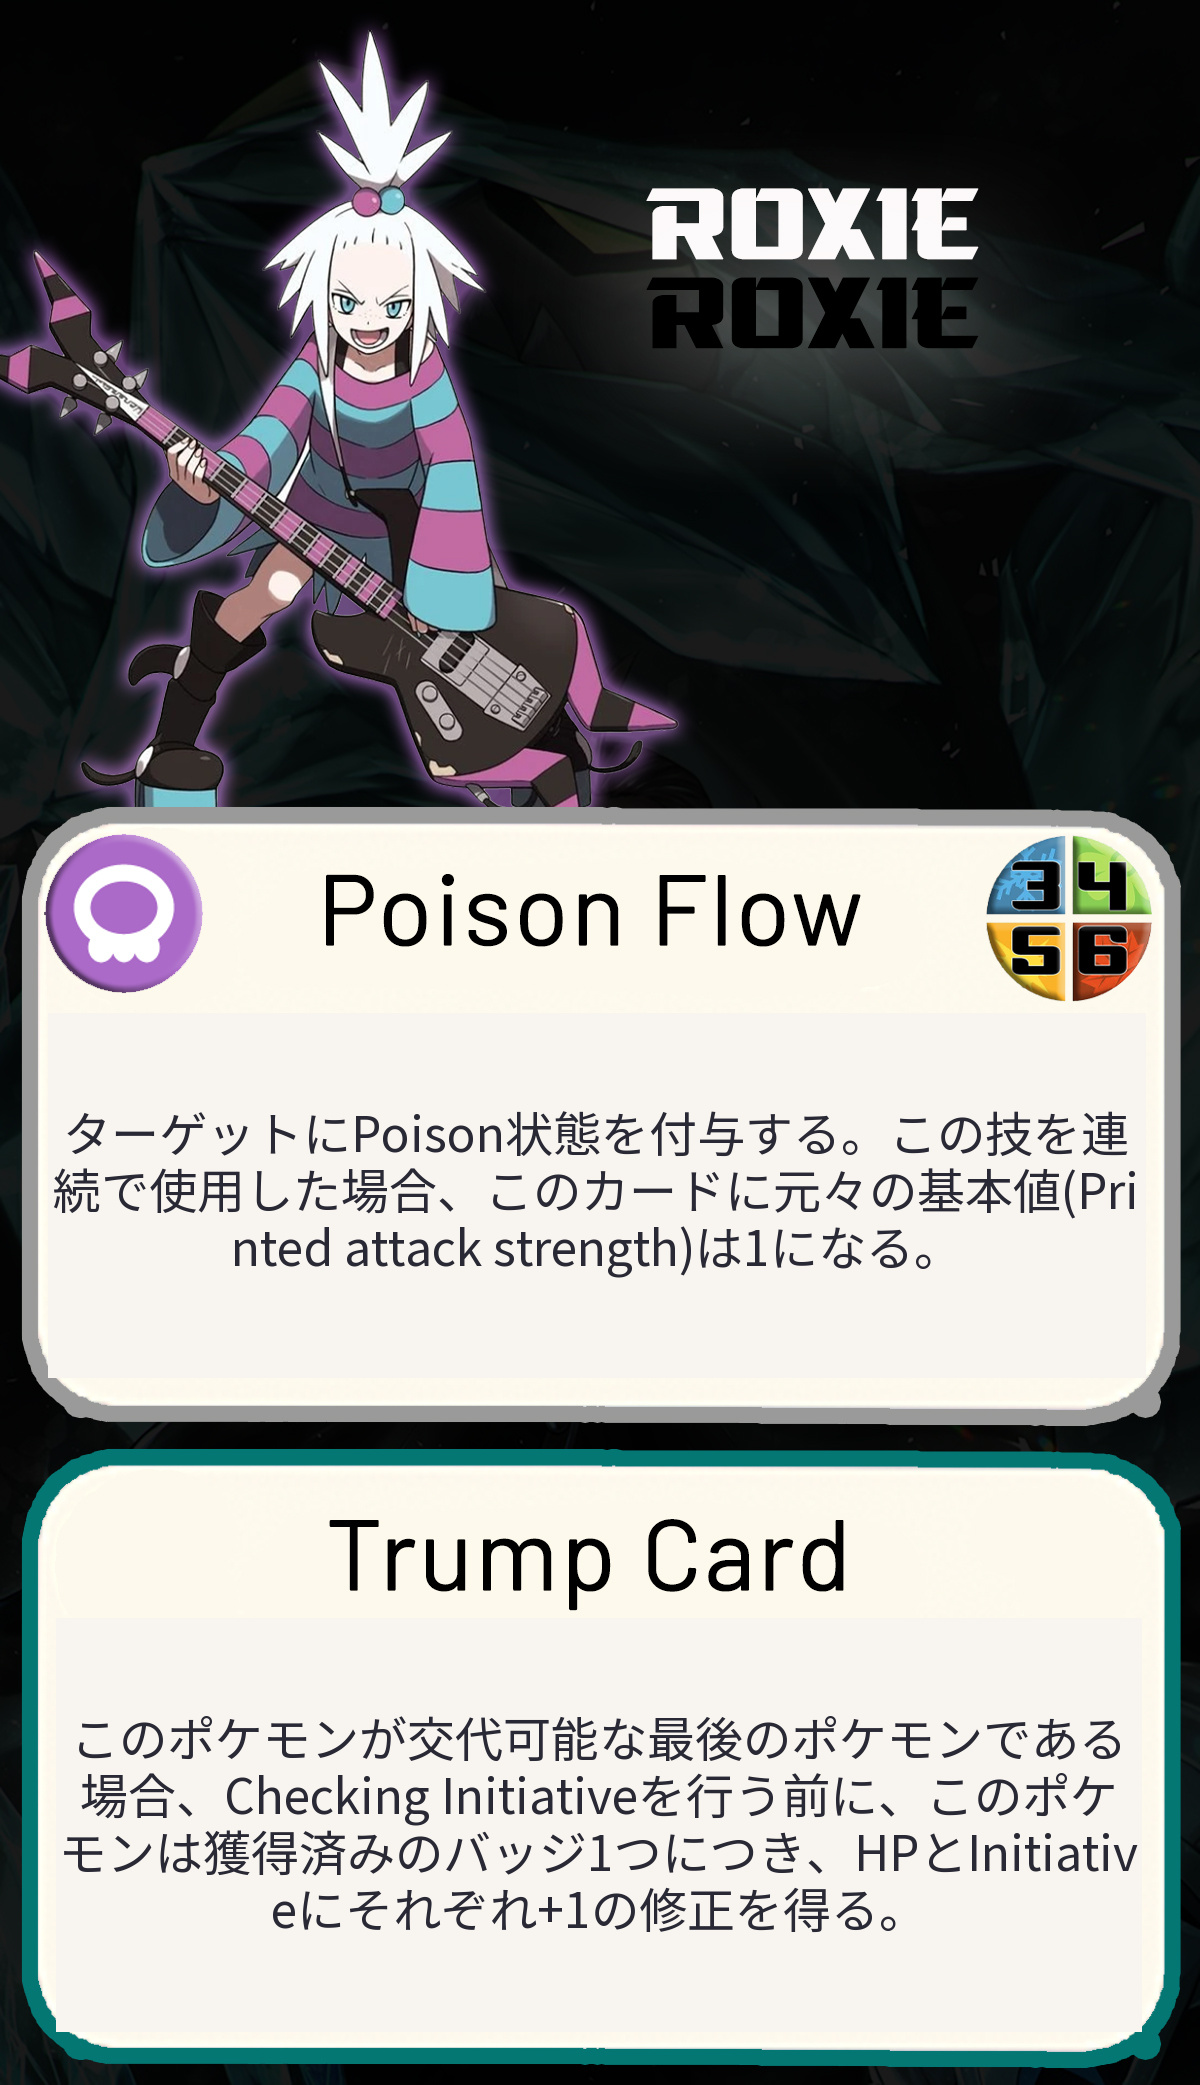 ROXIE
ROXIE
Poison Flow
3 4
5 6
ターゲットにPoison状態を付与する。この技を連
続で使用した場合、このカードに元々の基本値(Pri
nted attack strength)は1になる。
Trump Card
このポケモンが交代可能な最後のポケモンである
場合、Checking Initiativeを行う前に、このポケ
モンは獲得済みのバッジ1つにつき、HPとInitiativ
eにそれぞれ+1の修正を得る。